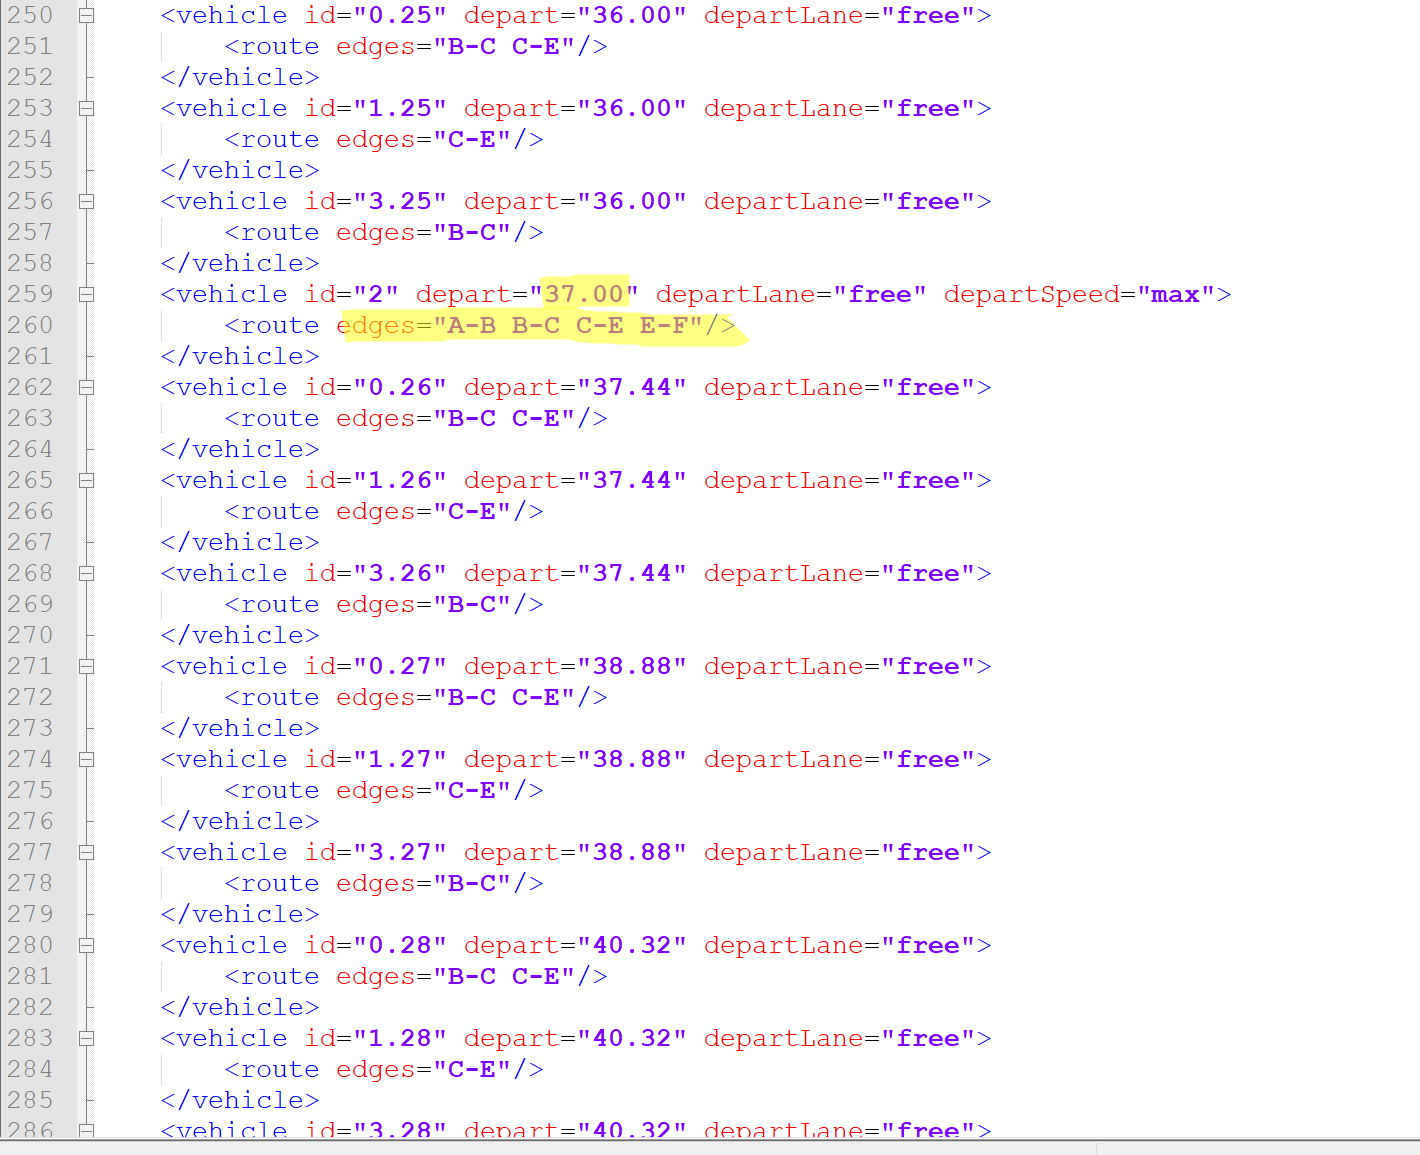 250 <vehicle id="0.25" depart="36.00" departLane="free">
251 <route edges="B-C C-E"/>
252 </vehicle>
253 <vehicle id="1.25" depart="36.00" departLane="free">
254 <route edges="C-E"/>
255 </vehicle>
256 <vehicle id="3.25" depart="36.00" departLane="free">
257 <route edges="B-C"/>
258 </vehicle>
259 <vehicle id="2" depart="37.00" departLane="free" departSpeed="max">
260 <route edges="A-B B-C C-E E-F"/>
261 </vehicle>
262 <vehicle id="0.26" depart="37.44" departLane="free">
263 <route edges="B-C C-E"/>
264 </vehicle>
265 <vehicle id="1.26" depart="37.44" departLane="free">
266 <route edges="C-E"/>
267 </vehicle>
268 <vehicle id="3.26" depart="37.44" departLane="free">
269 <route edges="B-C"/>
270 </vehicle>
271 <vehicle id="0.27" depart="38.88" departLane="free">
272 <route edges="B-C C-E"/>
273 </vehicle>
274 <vehicle id="1.27" depart="38.88" departLane="free">
275 <route edges="C-E"/>
276 </vehicle>
277 <vehicle id="3.27" depart="38.88" departLane="free">
278 <route edges="B-C"/>
279 </vehicle>
280 <vehicle id="0.28" depart="40.32" departLane="free">
281 <route edges="B-C C-E"/>
282 </vehicle>
283 <vehicle id="1.28" depart="40.32" departLane="free">
284 <route edges="C-E"/>
285 </vehicle>
286 <vehicle id="3.28" depart="40.32" departLane="free">